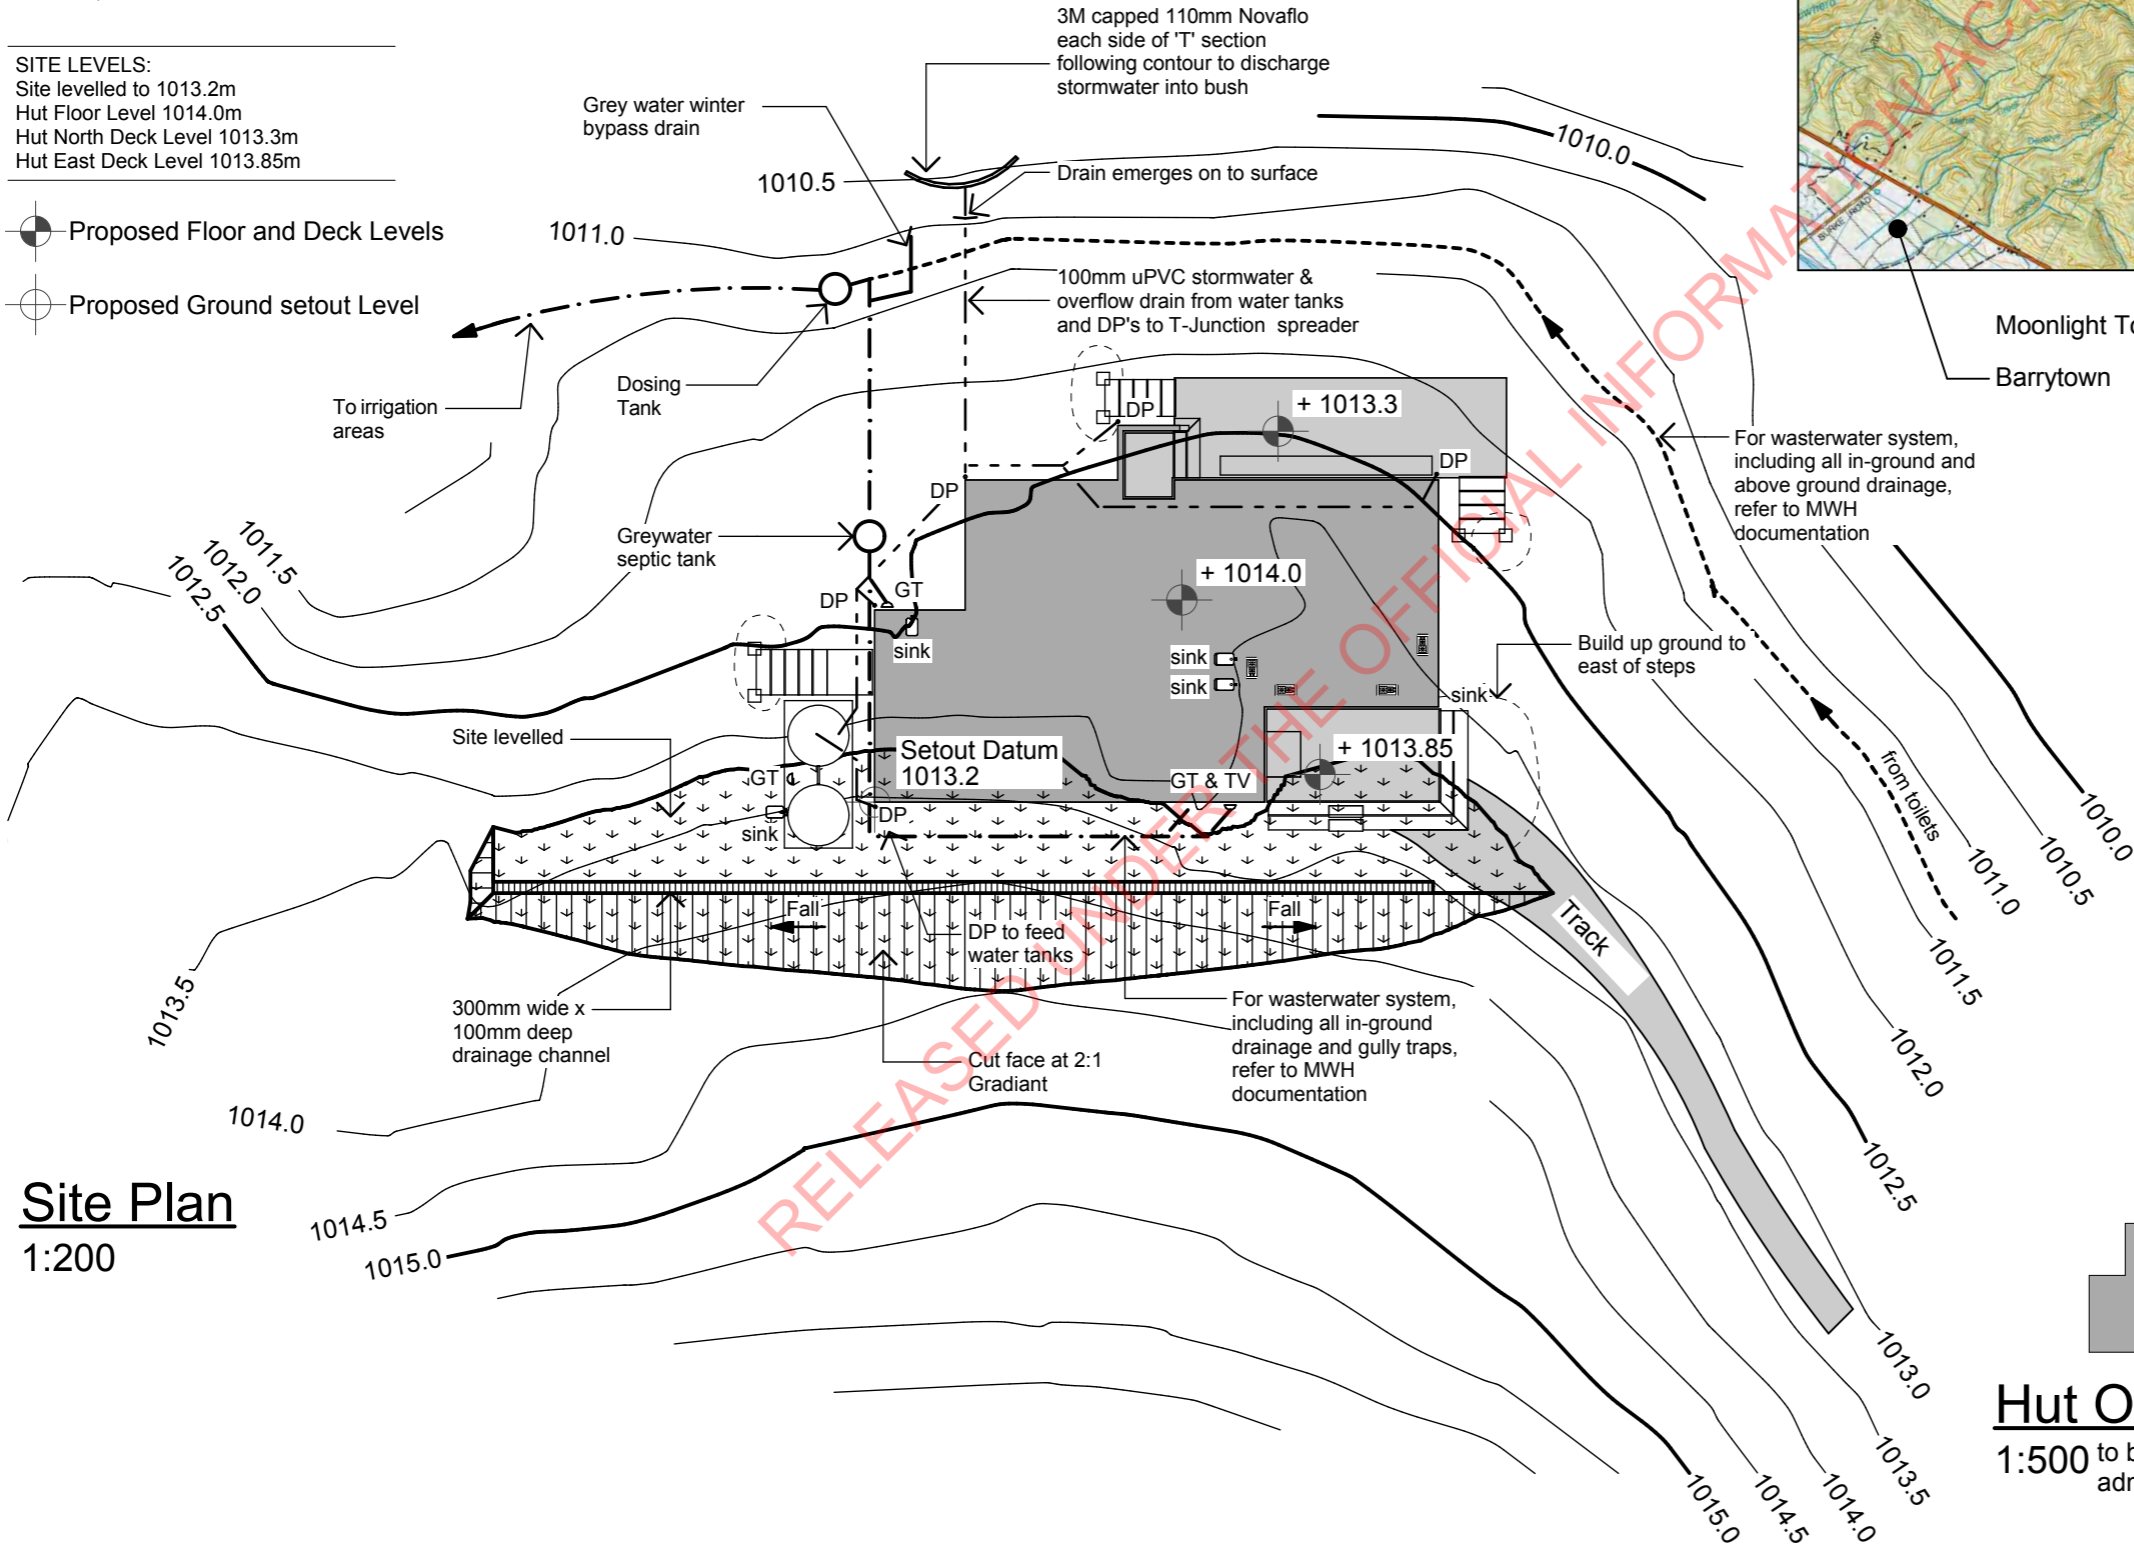 SITE LEVELS:
Site levelled to 1013.2m
Hut Floor Level 1014.0m
Hut North Deck Level 1013.3m
Hut East Deck Level 1013.85m
Proposed Floor and Deck Levels
Proposed Ground setout Level
3M capped 110mm Novaflo
each side of 'T' section
following contour to discharge
stormwater into bush
Grey water winter
bypass drain
Drain emerges on to surface
1010.5
1011.0
1010.0
100mm uPVC stormwater &
overflow drain from water tanks
and DP's to T-Junction spreader
To irrigation
areas
Dosing
Tank
DP
+ 1013.3
BURKE ROAD
Moonlight To
Barrytown
For wasterwater system,
including all in-ground and
above ground drainage,
refer to MWH
documentation
DP
DP
Greywater
septic tank
1011.5
1012.0
1012.5
+ 1014.0
DP
GT
sink
sink
sink
Build up ground to
east of steps
sink
Site levelled
Setout Datum
1013.2
+ 1013.85
GT
GT & TV
sink
DP
from toilets
1010.0
1010.5
1011.0
1011.5
1012.0
1012.5
1013.0
1013.5
1014.0
1014.5
1015.0
Fall
Fall
DP to feed
water tanks
Track
300mm wide x
100mm deep
drainage channel
Cut face at 2:1
Gradiant
For wasterwater system,
including all in-ground
drainage and gully traps,
refer to MWH
documentation
1013.5
1014.0
1014.5
1015.0
Site Plan
1:200
Hut O
1:500 to b
adr
RELEASED UNDER THE OFFICIAL INFORMATION ACT